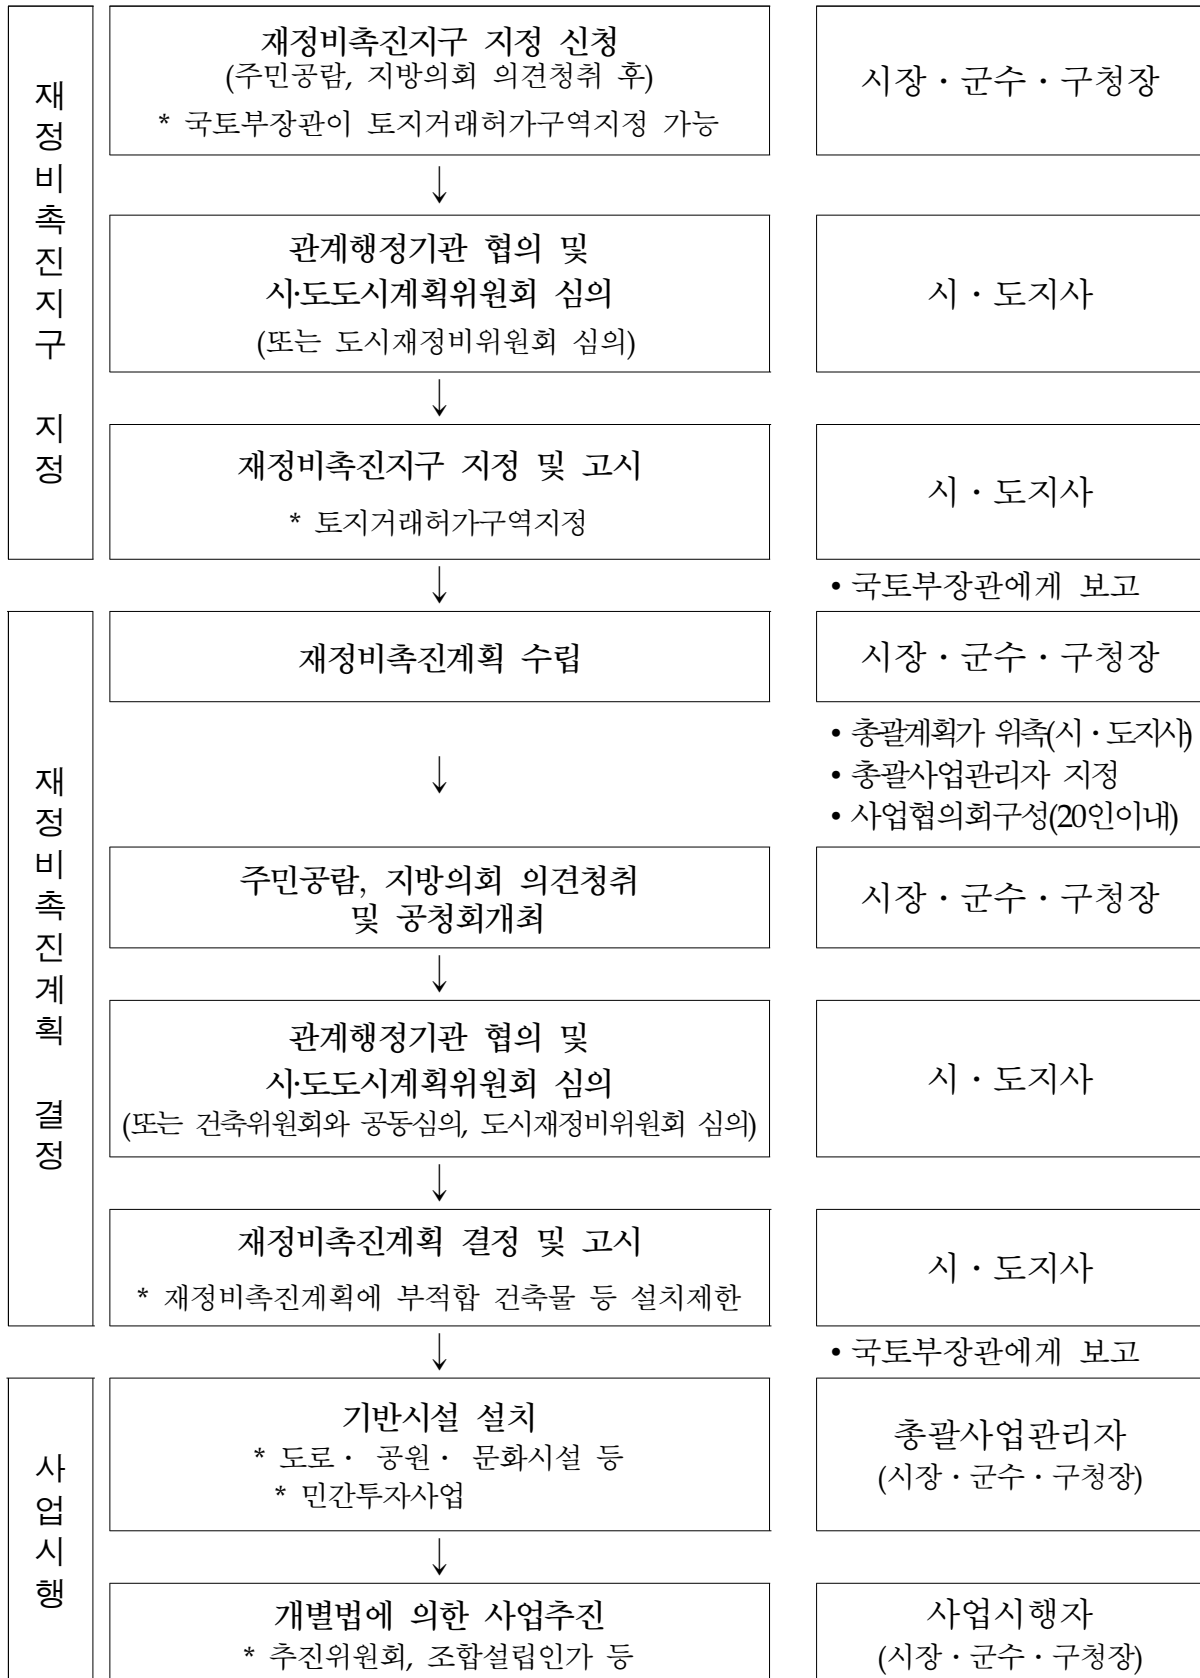 재정비촉진지구 지정
재정비촉진지구 지정 신청
(주민공람, 지방의회 의견청취 후)
* 국토부장관이 토지거래허가구역지정 가능
시장・군수・구청장
↓
관계행정기관 협의 및
시·도도시계획위원회 심의
(또는 도시재정비위원회 심의)
시・도지사
↓
재정비촉진지구 지정 및 고시
* 토지거래허가구역지정
시・도지사
↓
• 국토부장관에게 보고
재정비촉진계획 결정
재정비촉진계획 수립
시장・군수・구청장
↓
• 총괄계획가 위촉(시・도지사)
• 총괄사업관리자 지정
• 사업협의회구성(20인이내)
주민공람, 지방의회 의견청취
및 공청회개최
시장・군수・구청장
↓
관계행정기관 협의 및
시·도도시계획위원회 심의
(또는 건축위원회와 공동심의, 도시재정비위원회 심의)
시・도지사
↓
재정비촉진계획 결정 및 고시
* 재정비촉진계획에 부적합 건축물 등 설치제한
시・도지사
↓
• 국토부장관에게 보고
사업시행
기반시설 설치
* 도로・ 공원・ 문화시설 등
* 민간투자사업
총괄사업관리자
(시장・군수・구청장)
↓
개별법에 의한 사업추진
* 추진위원회, 조합설립인가 등
사업시행자
(시장・군수・구청장)